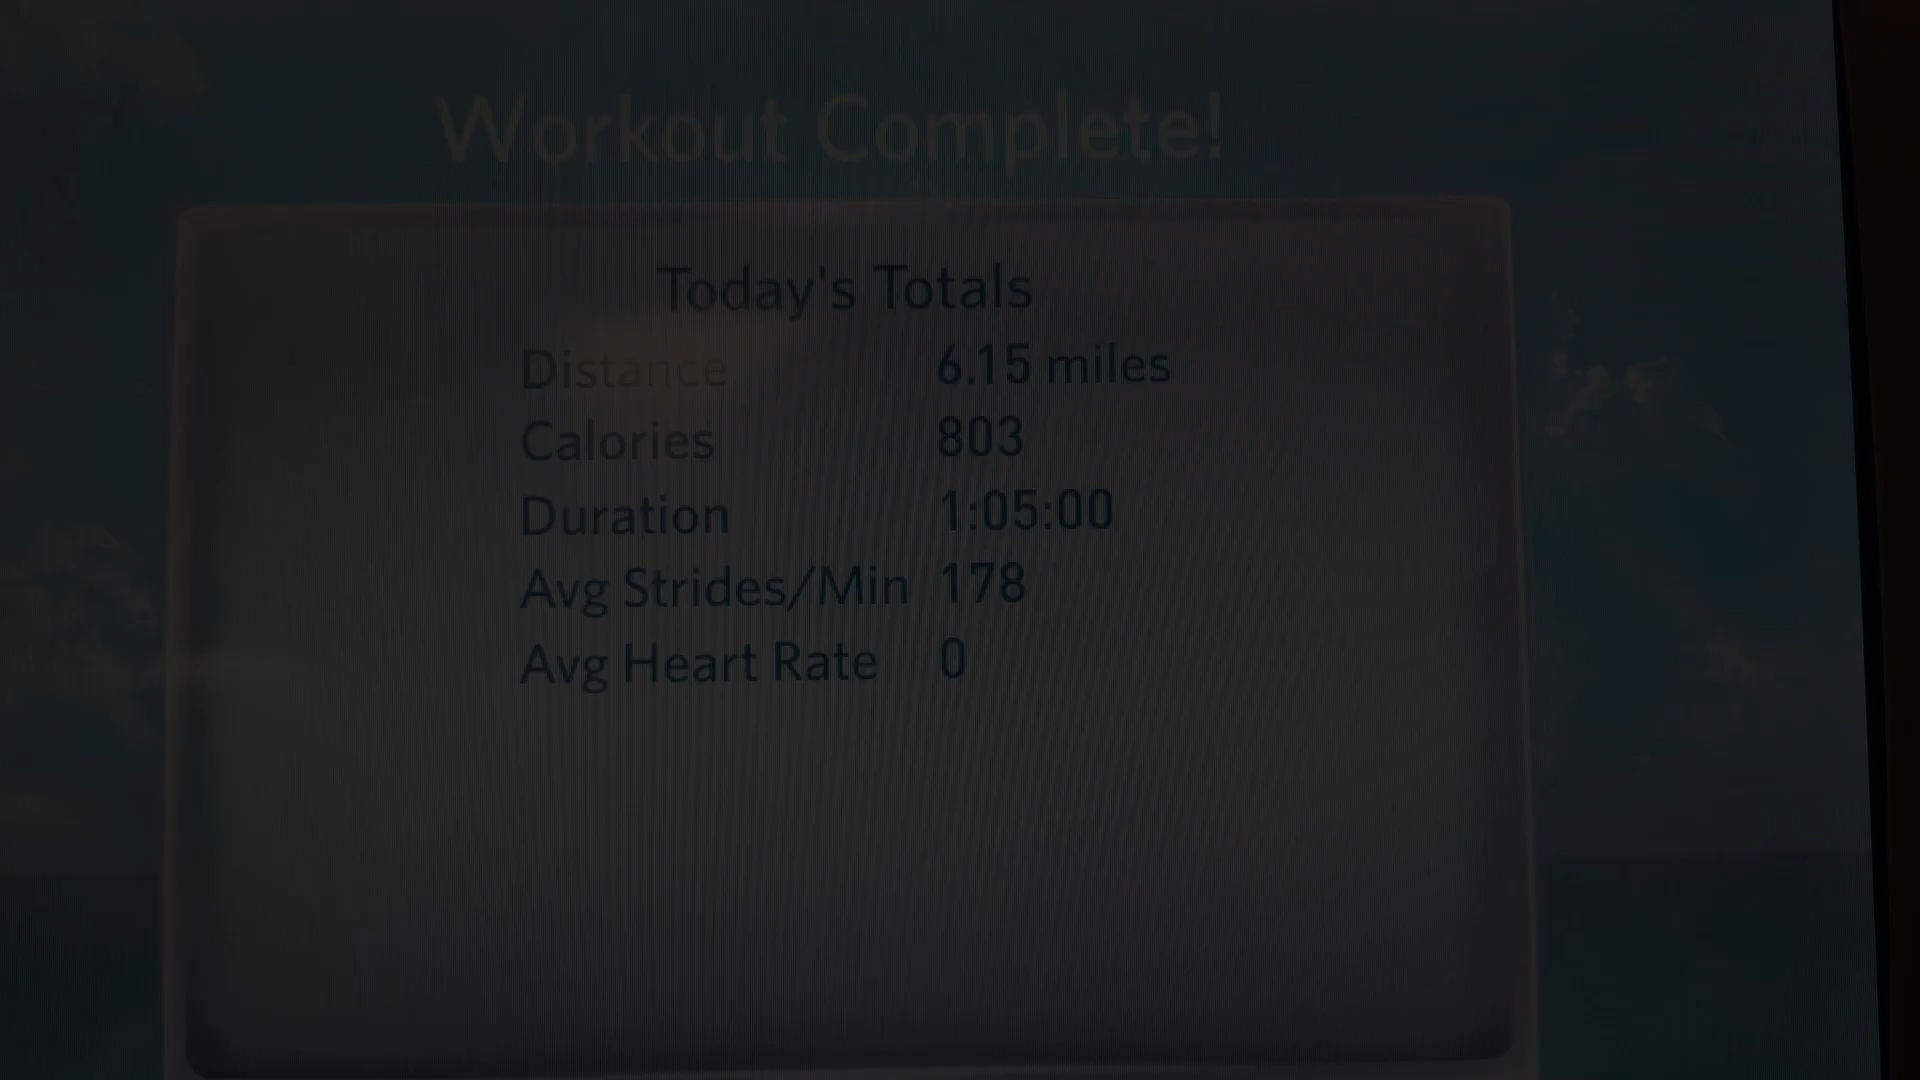 Workout Complete!
Today's Totals
Distance 6.15 miles
Calories 803
Duration 1:05:00
Avg Strides/Min 178
Avg Heart Rate 0